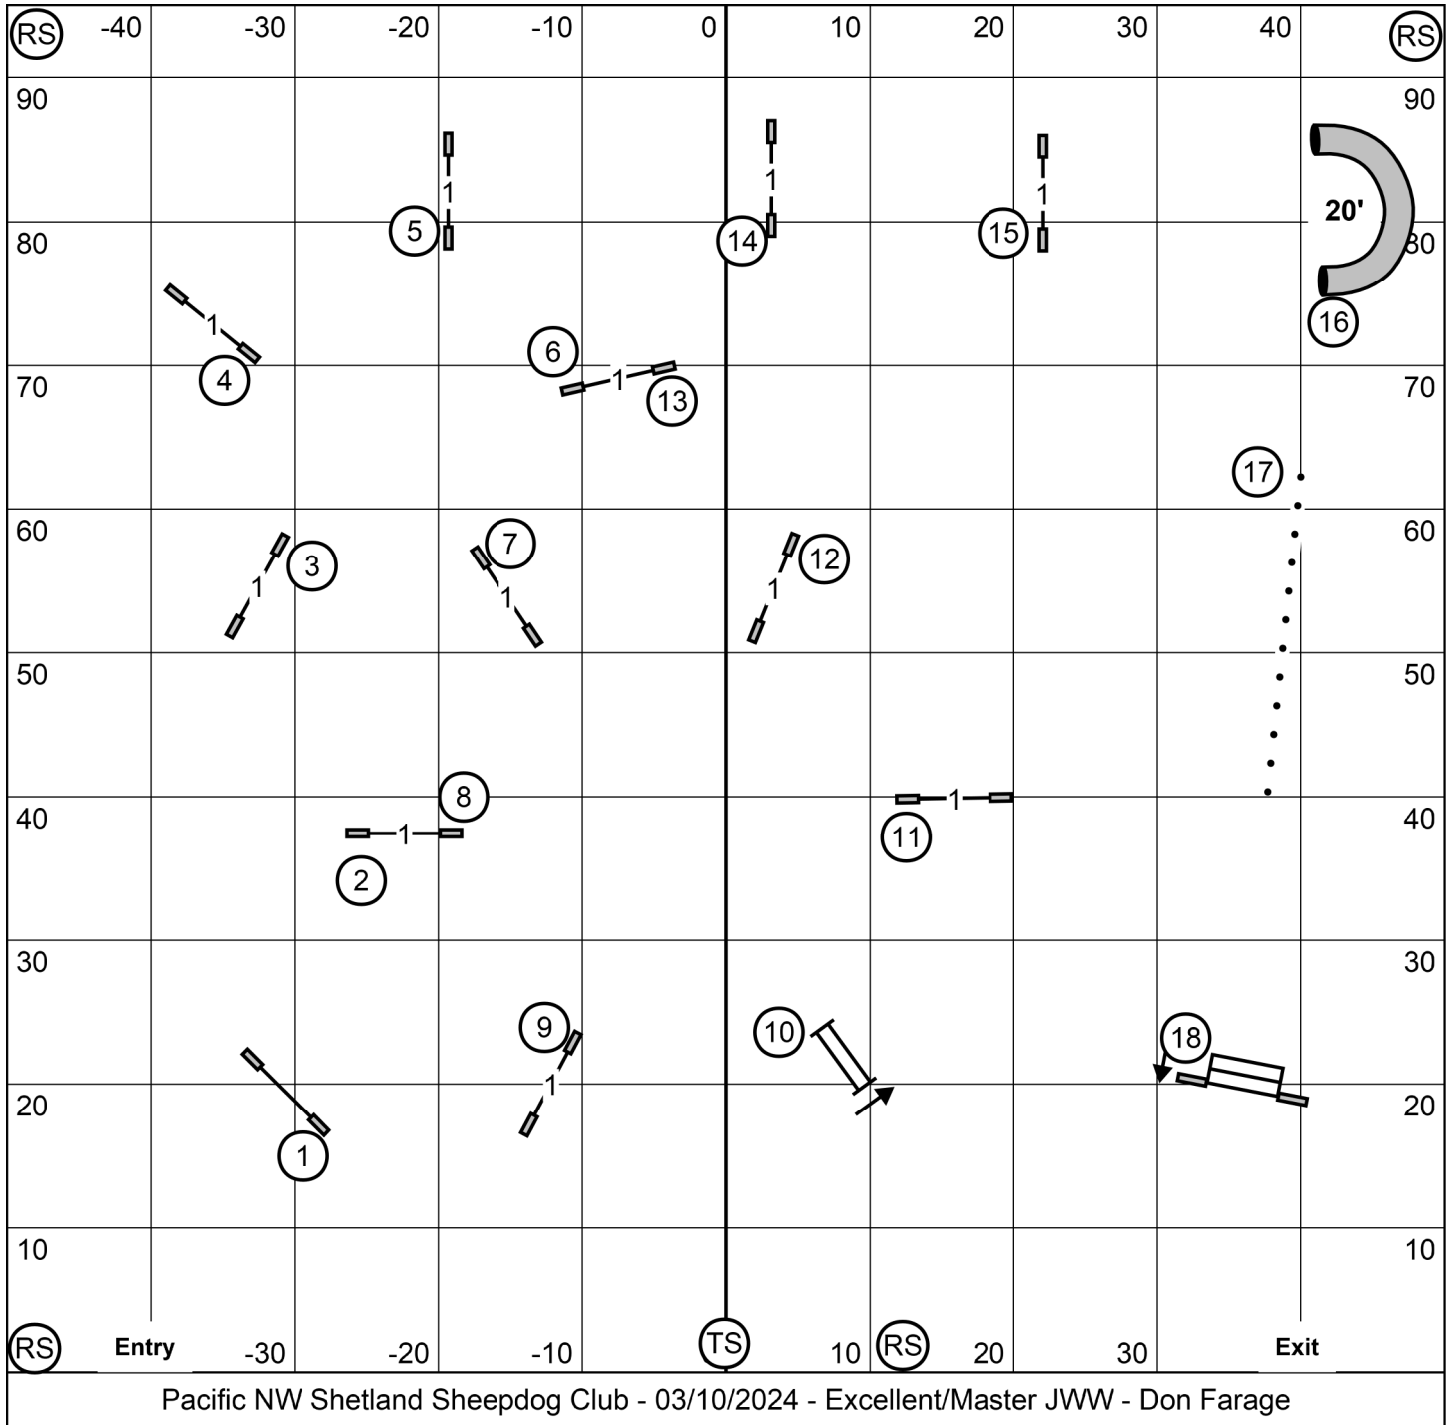 RS -40 -30 -20 -10 0 10 20 30 40 RS
90 90
1 1 1
20'
5 14 15
80 80
1
16
6
4 1 13
70 70
17
7
3 12
60 60
1 1 1
50 50
8
1 1
11
2
40 40
30 30
9 10 18
1
20 20
1
10 10
RS Entry -30 -20 -10 TS 10 RS 20 30 Exit
Pacific NW Shetland Sheepdog Club - 03/10/2024 - Excellent/Master JWW - Don Farage